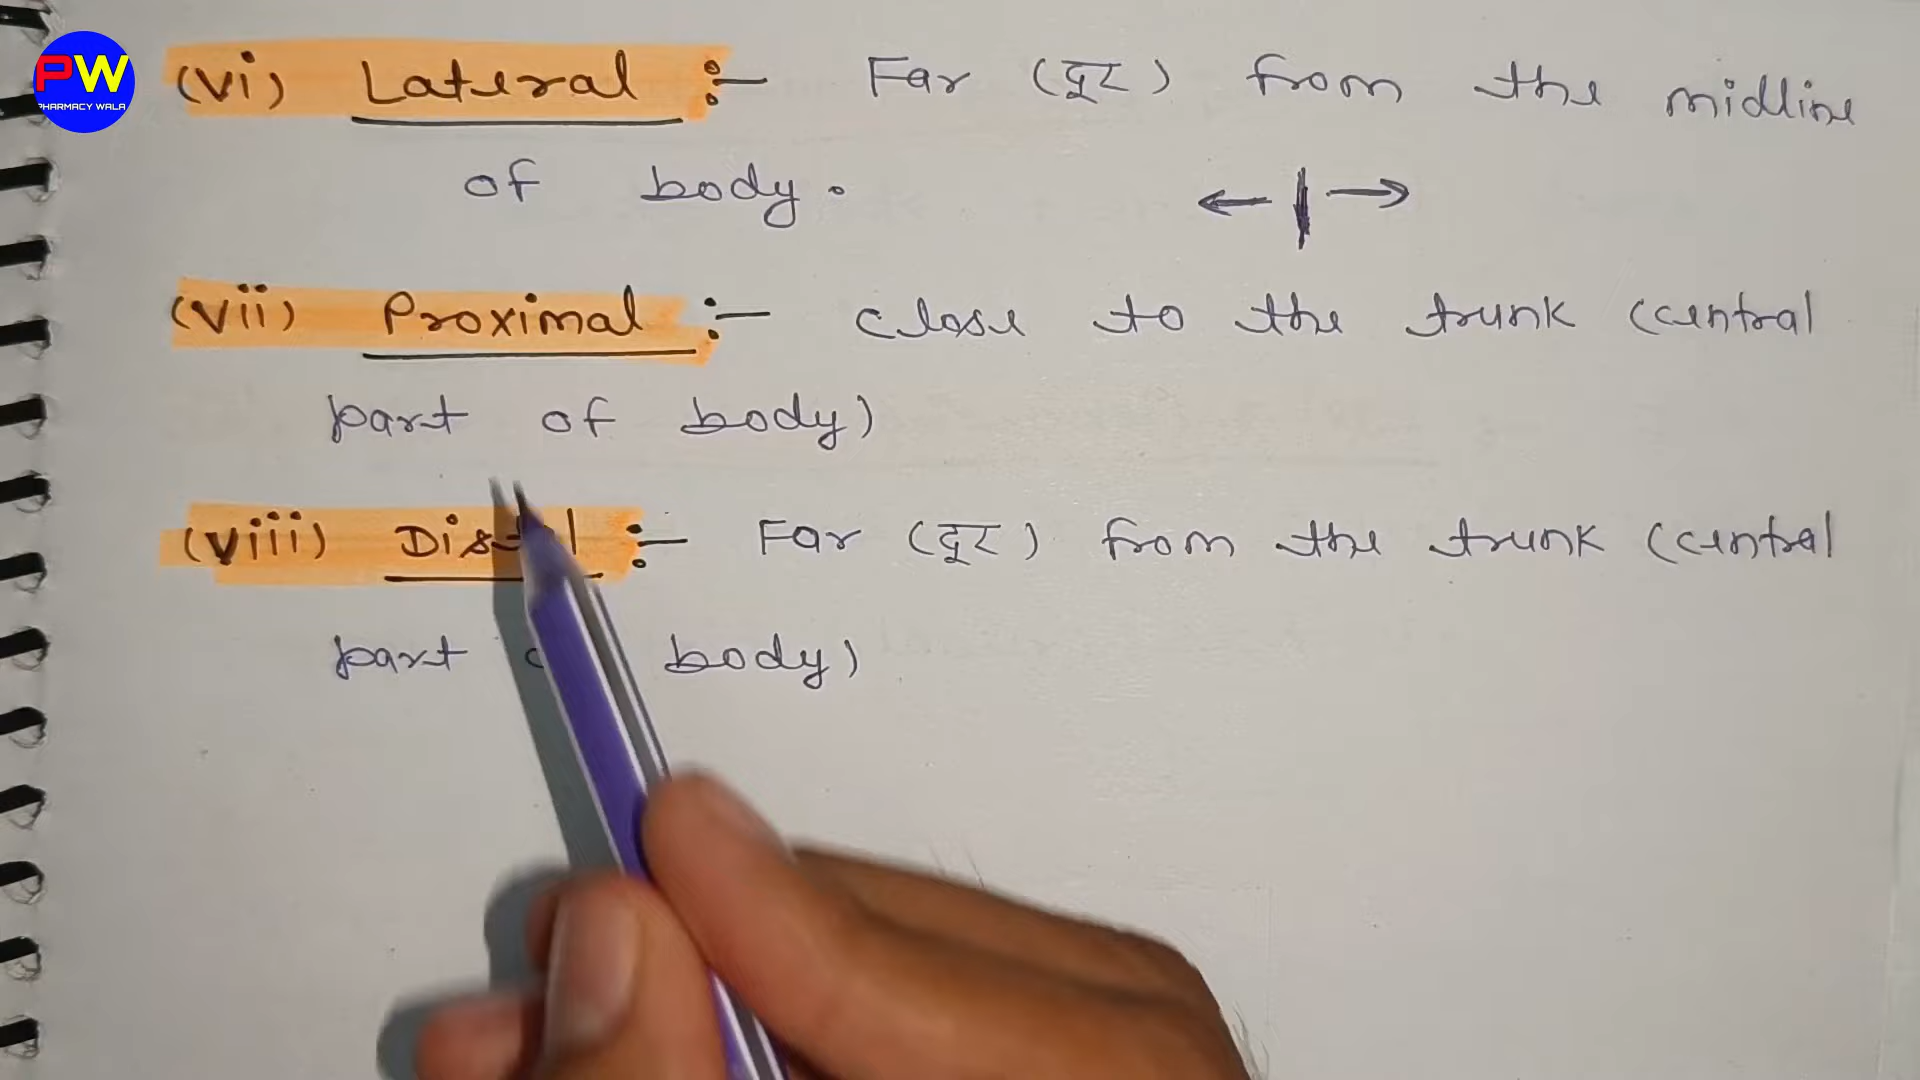 PW
PHARMACY WALA
(vi) Lateral :- Far (दूर) from the midline
of body.
(vii) Proximal :- close to the trunk (central
part of body)
(viii) Distal :- Far (दूर) from the trunk (central
part body)